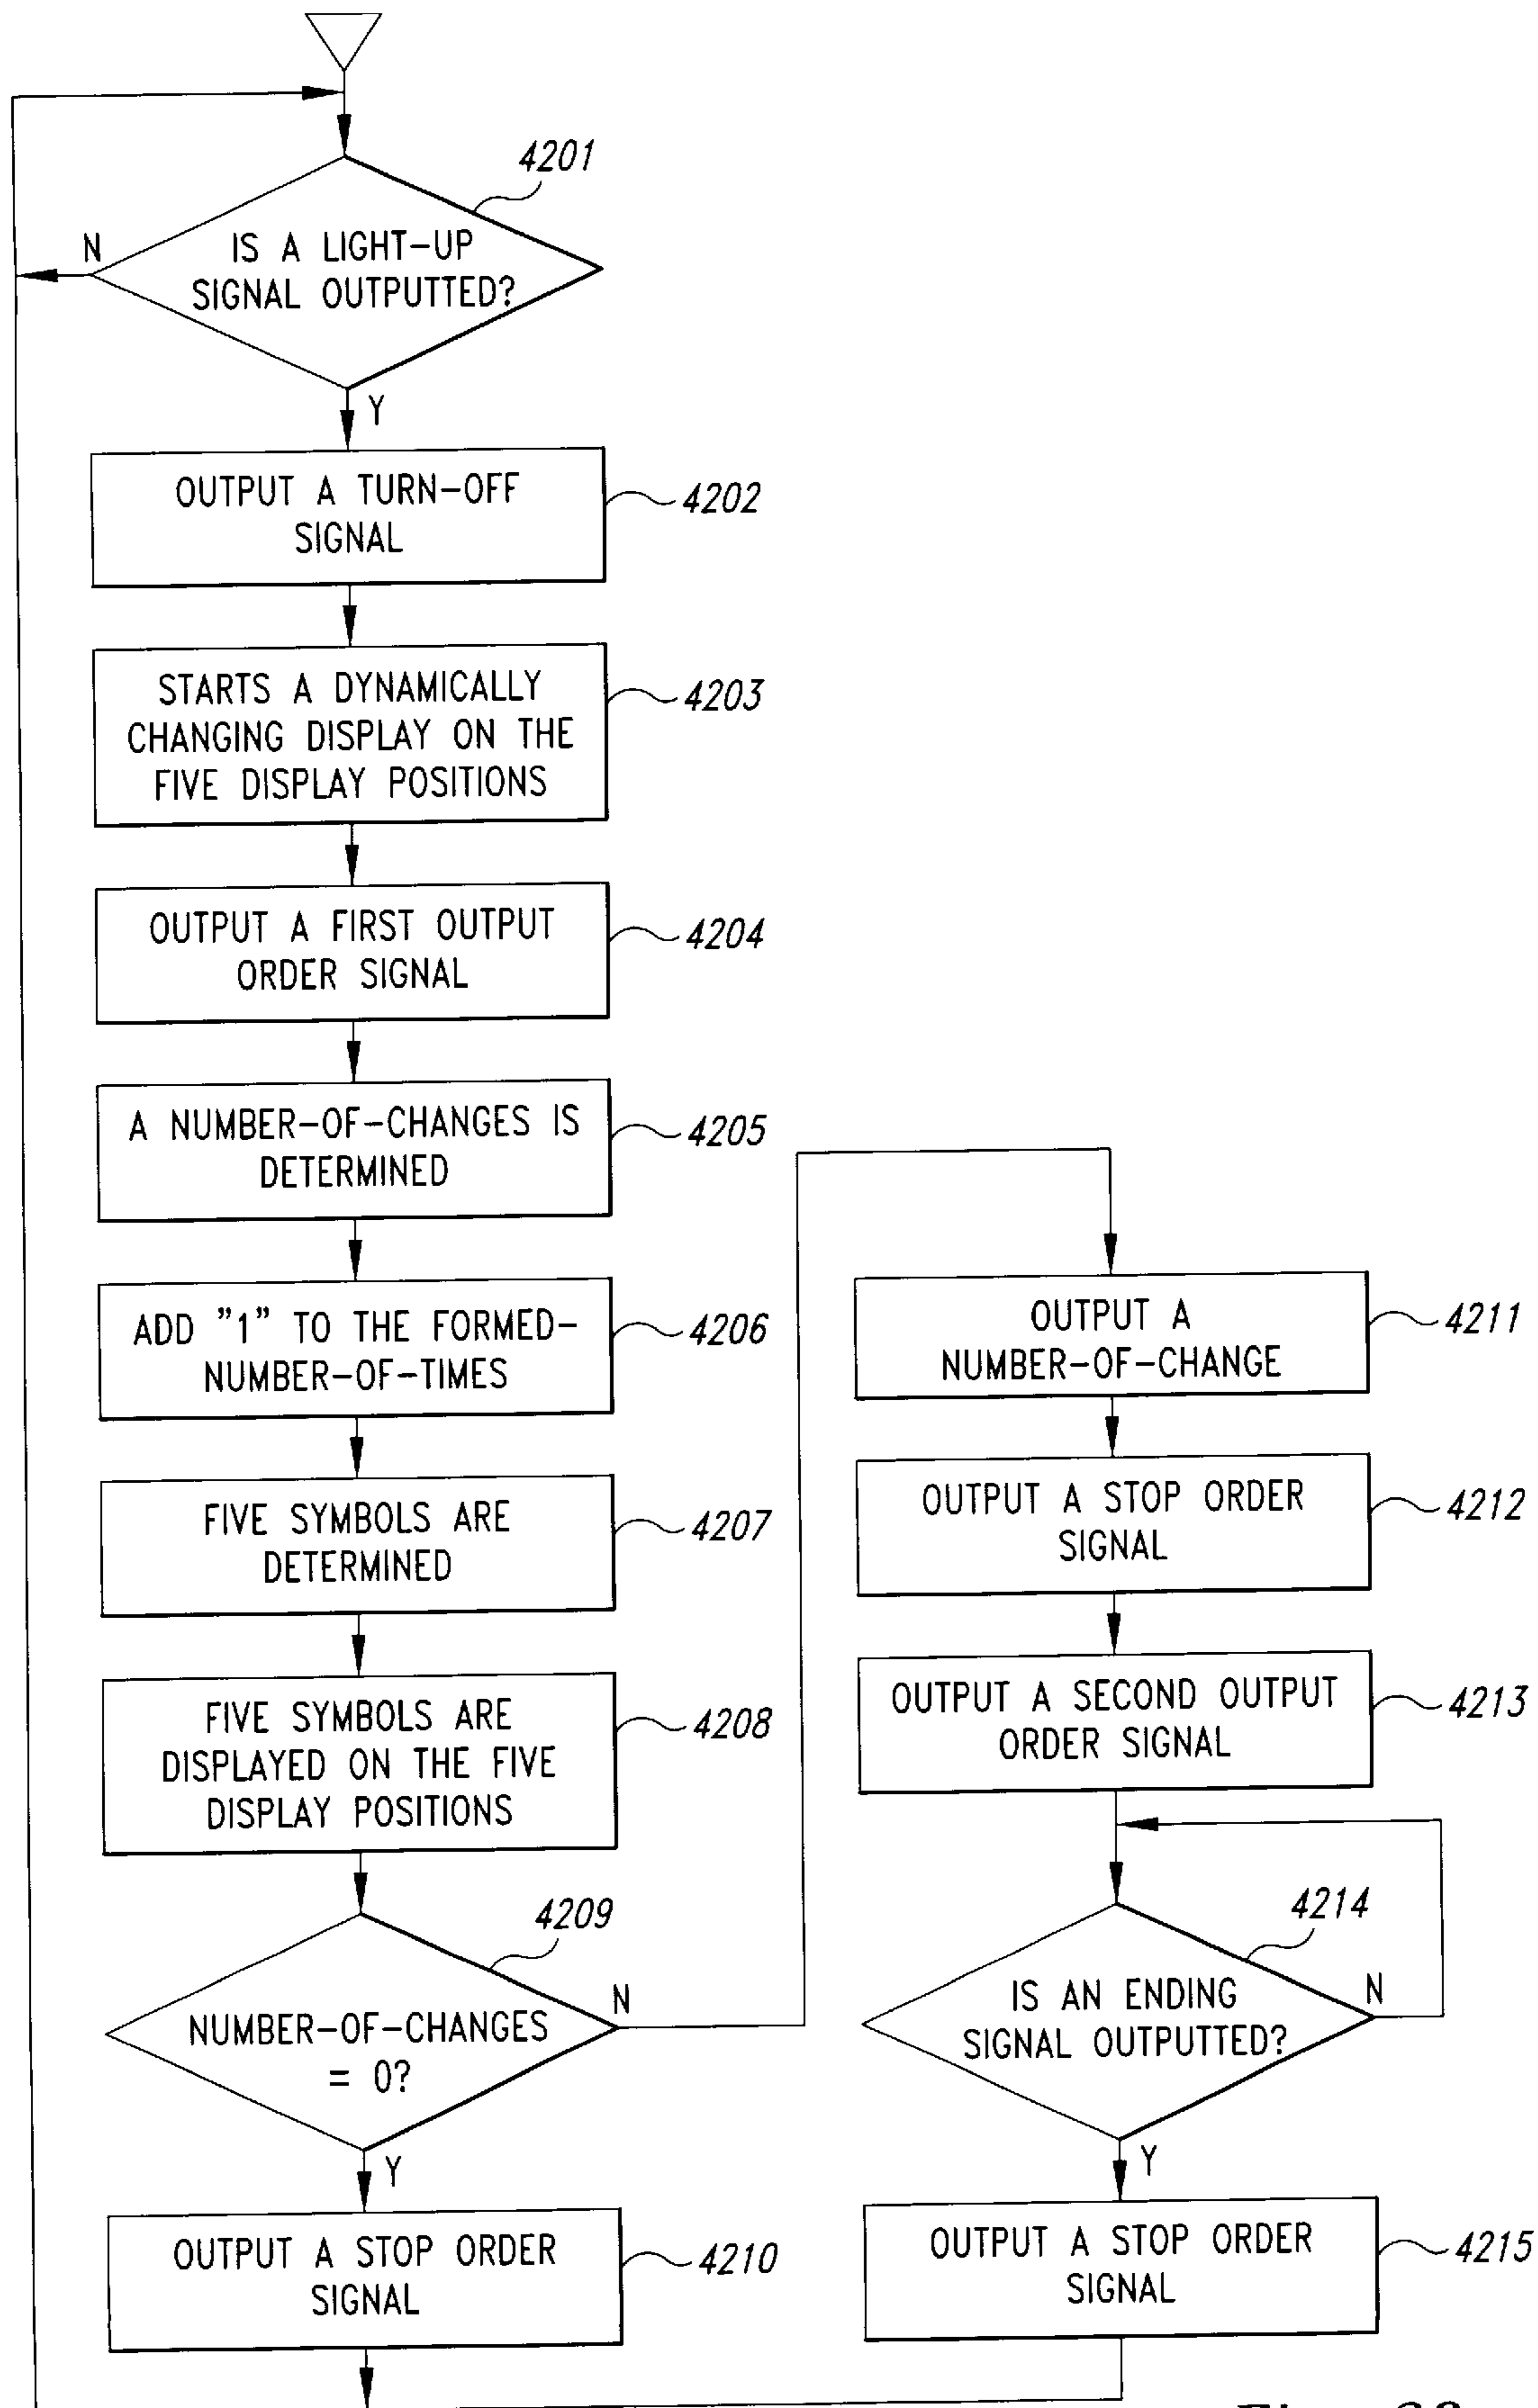 4201
IS A LIGHT-UP
SIGNAL OUTPUTTED?
N
Y
OUTPUT A TURN-OFF
SIGNAL
4202
STARTS A DYNAMICALLY
CHANGING DISPLAY ON THE
FIVE DISPLAY POSITIONS
4203
OUTPUT A FIRST OUTPUT
ORDER SIGNAL
4204
A NUMBER-OF-CHANGES IS
DETERMINED
4205
ADD "1" TO THE FORMED-
NUMBER-OF-TIMES
4206
FIVE SYMBOLS ARE
DETERMINED
4207
FIVE SYMBOLS ARE
DISPLAYED ON THE FIVE
DISPLAY POSITIONS
4208
4209
NUMBER-OF-CHANGES
= 0?
N
Y
OUTPUT A STOP ORDER
SIGNAL
4210
OUTPUT A
NUMBER-OF-CHANGE
4211
OUTPUT A STOP ORDER
SIGNAL
4212
OUTPUT A SECOND OUTPUT
ORDER SIGNAL
4213
4214
IS AN ENDING
SIGNAL OUTPUTTED?
N
Y
OUTPUT A STOP ORDER
SIGNAL
4215